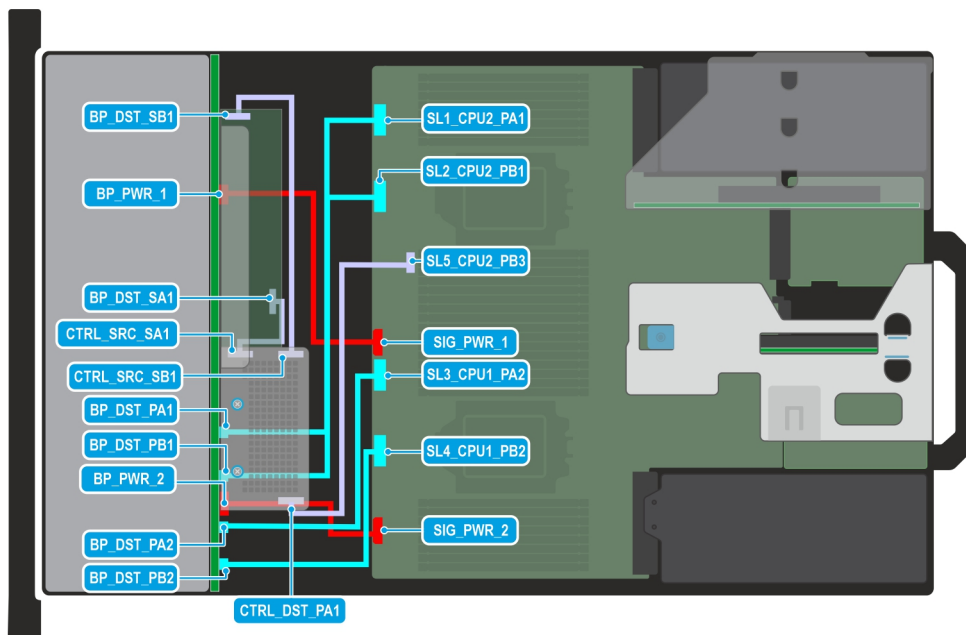 BP_DST_SB1
BP_PWR_1
BP_DST_SA1
CTRL_SRC_SA1
CTRL_SRC_SB1
BP_DST_PA1
BP_DST_PB1
BP_PWR_2
BP_DST_PA2
BP_DST_PB2
CTRL_DST_PA1
SL1_CPU2_PA1
SL2_CPU2_PB1
SL5_CPU2_PB3
SIG_PWR_1
SL3_CPU1_PA2
SL4_CPU1_PB2
SIG_PWR_2